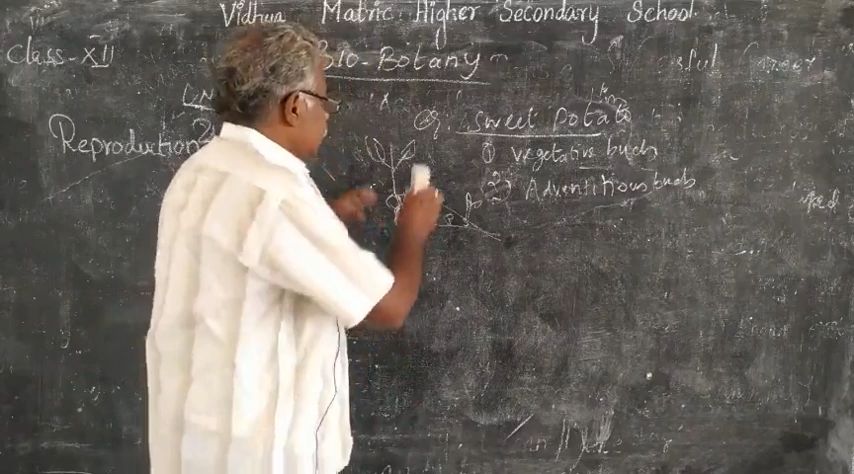 Vidhya Matric Higher Secondary School.
Class-XII
Bio-Botany
Reproduction
sweet Potato
① vegetative buds
② Adventitious buds